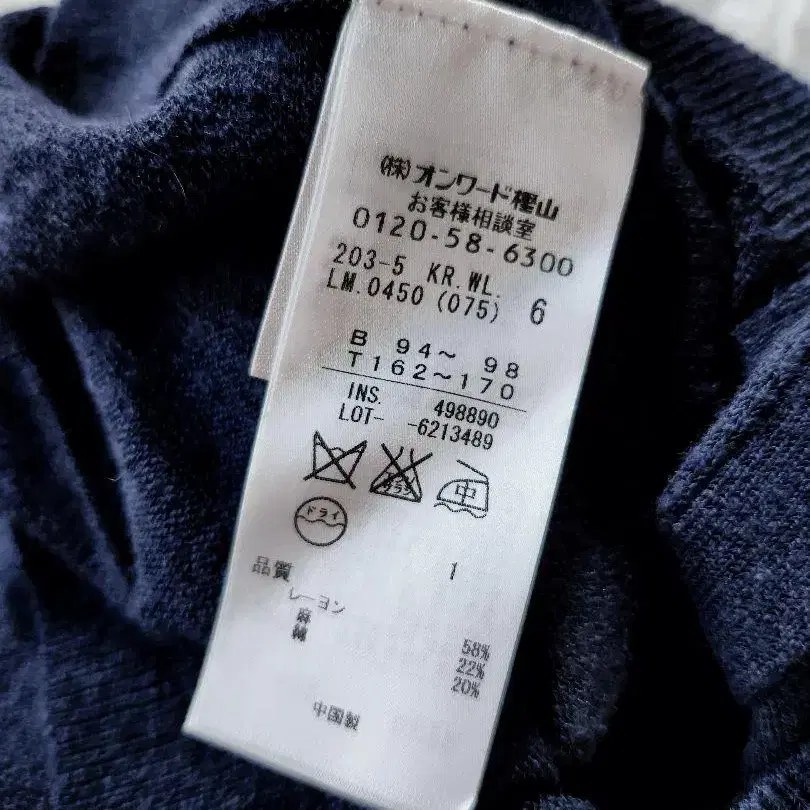 (株)オンワード樫山
お客様相談室
0120-58-6300
203-5 KR.WL.
LM.0450 (075) 6
B 94～ 98
T 162～170
INS. 498890
LOT- -6213489
中
ドライ
品質 1
レーヨン 58%
麻 22%
綿 20%
中国製